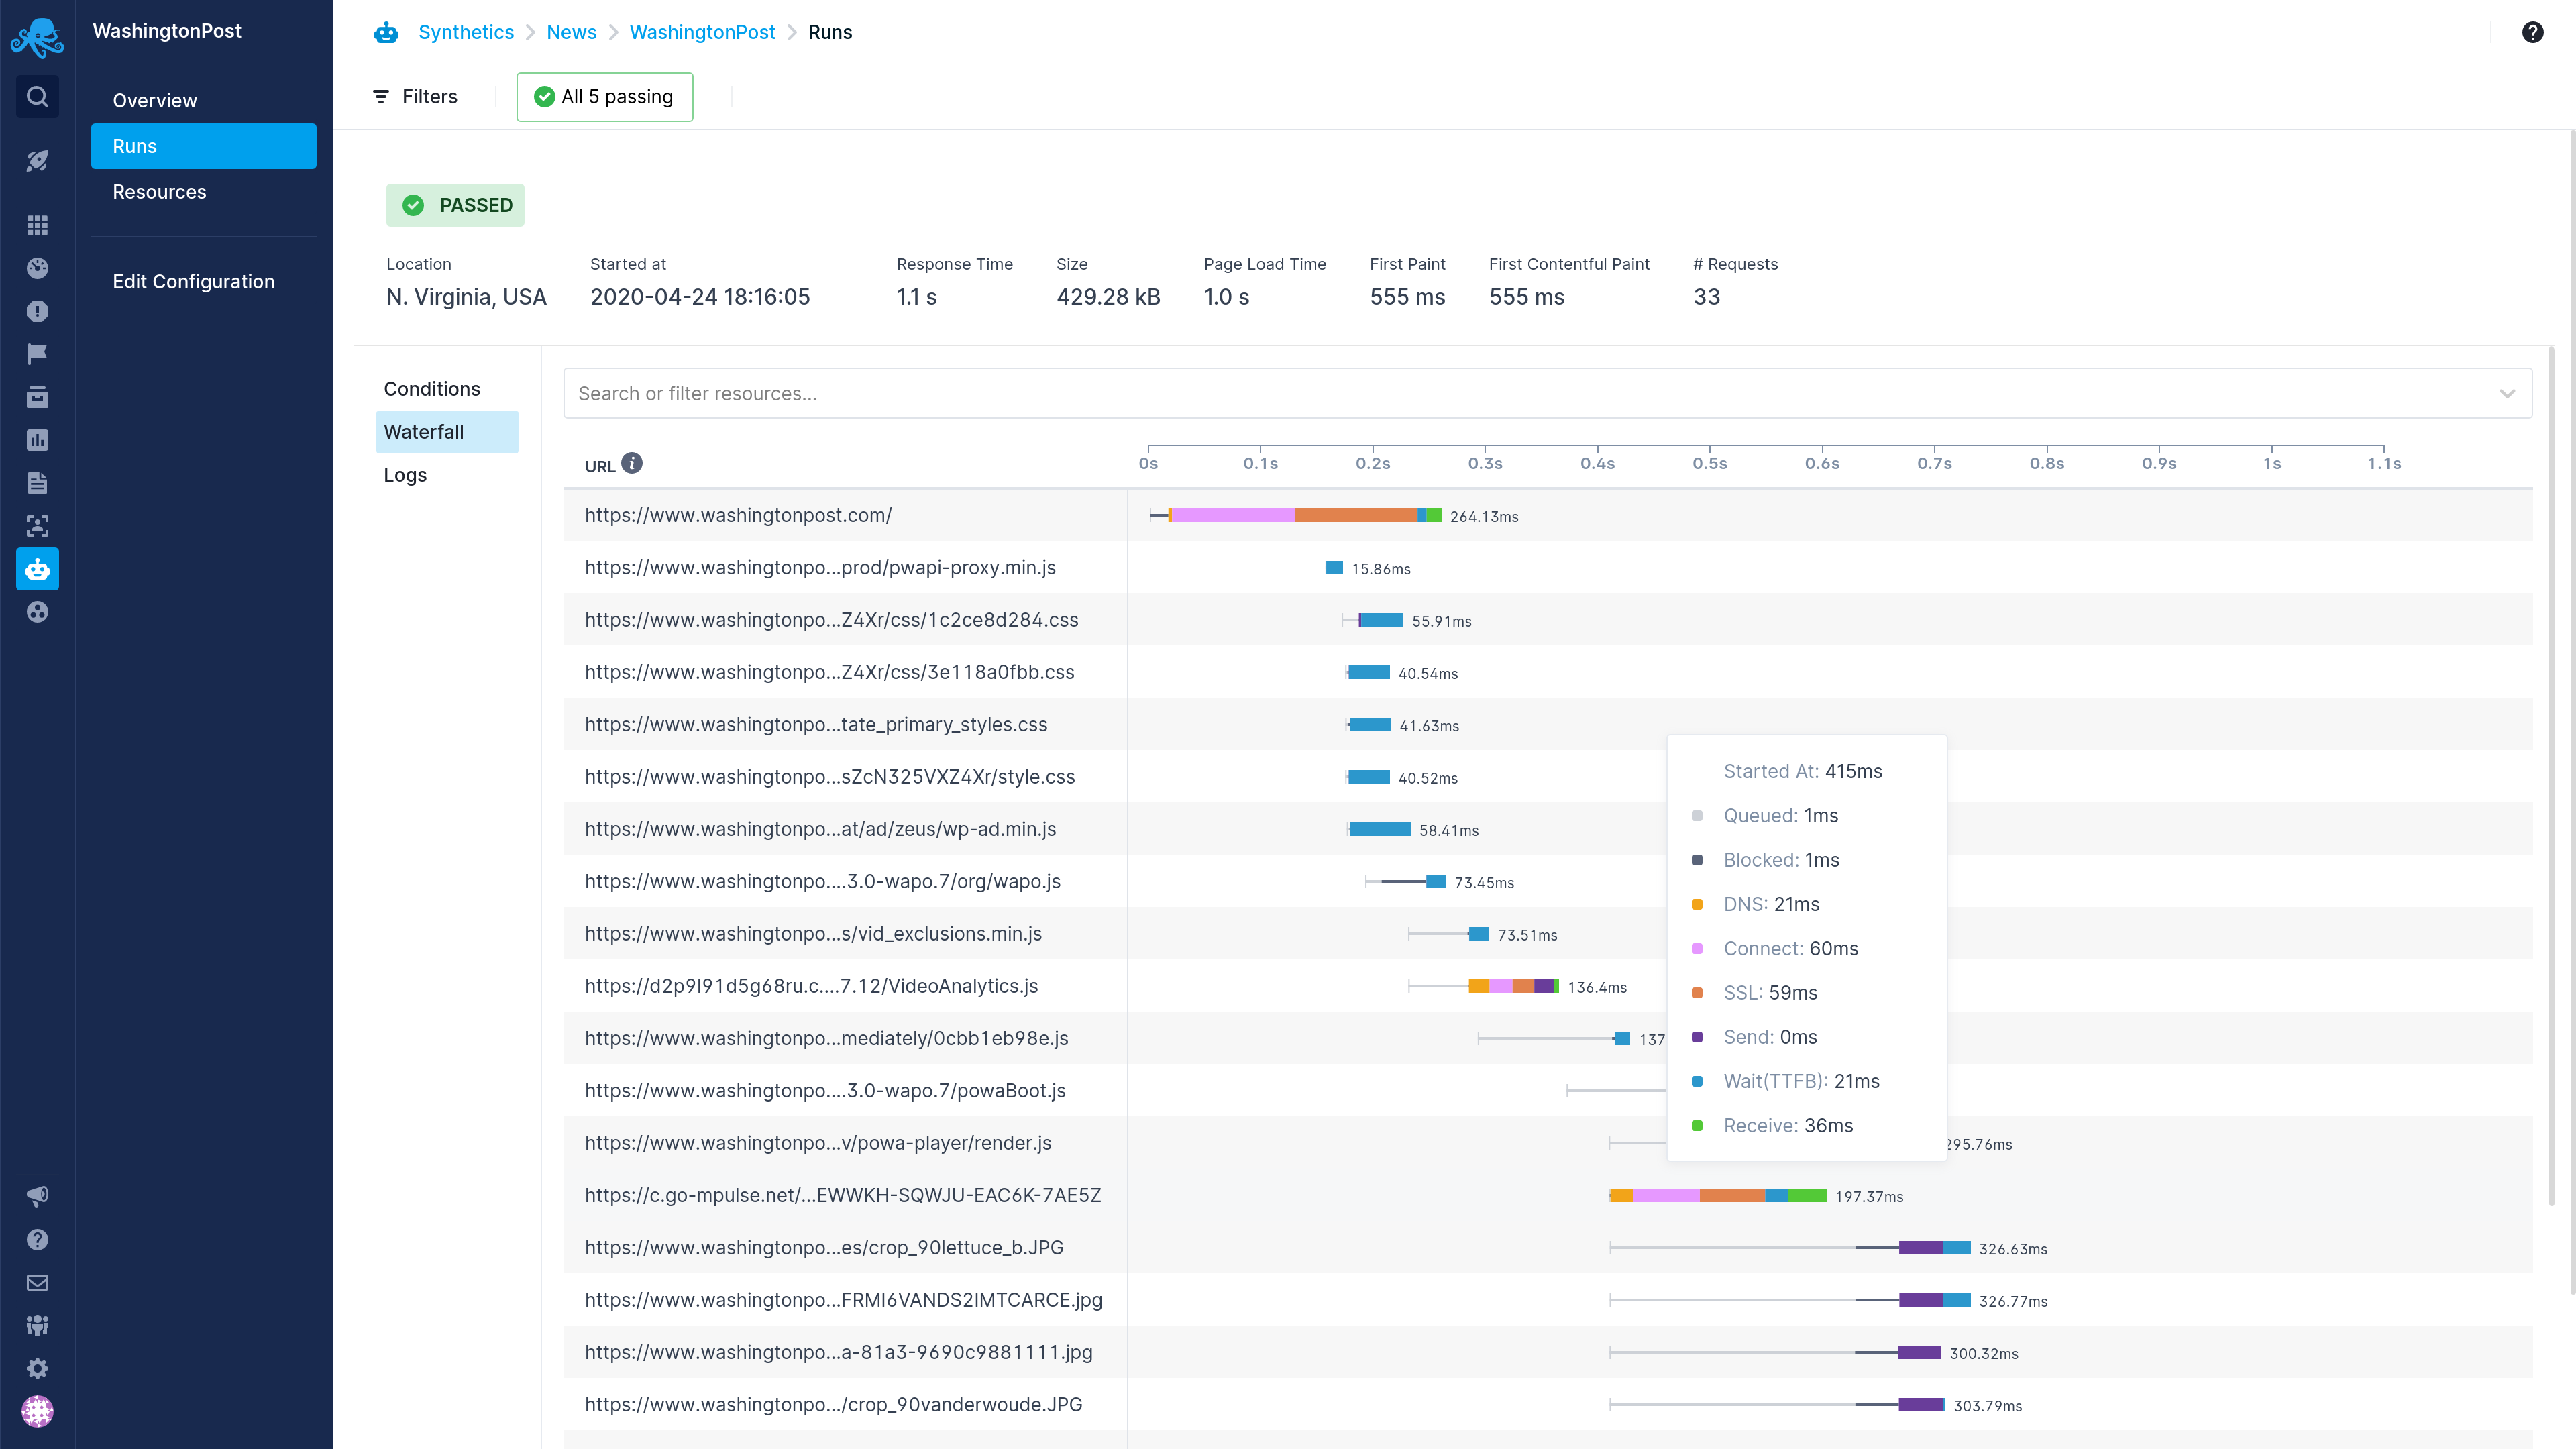 WashingtonPost
Overview
Runs
Resources
Edit Configuration
Synthetics > News > WashingtonPost > Runs
Filters
All 5 passing
PASSED
Location Started at Response Time Size Page Load Time First Paint First Contentful Paint # Requests
N. Virginia, USA 2020-04-24 18:16:05 1.1 s 429.28 kB 1.0 s 555 ms 555 ms 33
Conditions
Waterfall
Logs
Search or filter resources...
URL 0s 0.1s 0.2s 0.3s 0.4s 0.5s 0.6s 0.7s 0.8s 0.9s 1s 1.1s
https://www.washingtonpost.com/ 264.13ms
https://www.washingtonpo...prod/pwapi-proxy.min.js 15.86ms
https://www.washingtonpo...Z4Xr/css/1c2ce8d284.css 55.91ms
https://www.washingtonpo...Z4Xr/css/3e118a0fbb.css 40.54ms
https://www.washingtonpo...tate_primary_styles.css 41.63ms
https://www.washingtonpo...sZcN325VXZ4Xr/style.css 40.52ms
https://www.washingtonpo...at/ad/zeus/wp-ad.min.js 58.41ms
https://www.washingtonpo....3.0-wapo.7/org/wapo.js 73.45ms
https://www.washingtonpo...s/vid_exclusions.min.js 73.51ms
https://d2p9l91d5g68ru.c....7.12/VideoAnalytics.js 136.4ms
https://www.washingtonpo...mediately/0cbb1eb98e.js 137
https://www.washingtonpo....3.0-wapo.7/powaBoot.js
https://www.washingtonpo...v/powa-player/render.js 295.76ms
https://c.go-mpulse.net/...EWWKH-SQWJU-EAC6K-7AE5Z 197.37ms
https://www.washingtonpo...es/crop_90lettuce_b.JPG 326.63ms
https://www.washingtonpo...FRMI6VANDS2IMTCARCE.jpg 326.77ms
https://www.washingtonpo...a-81a3-9690c9881111.jpg 300.32ms
https://www.washingtonpo.../crop_90vanderwoude.JPG 303.79ms
Started At: 415ms
Queued: 1ms
Blocked: 1ms
DNS: 21ms
Connect: 60ms
SSL: 59ms
Send: 0ms
Wait(TTFB): 21ms
Receive: 36ms